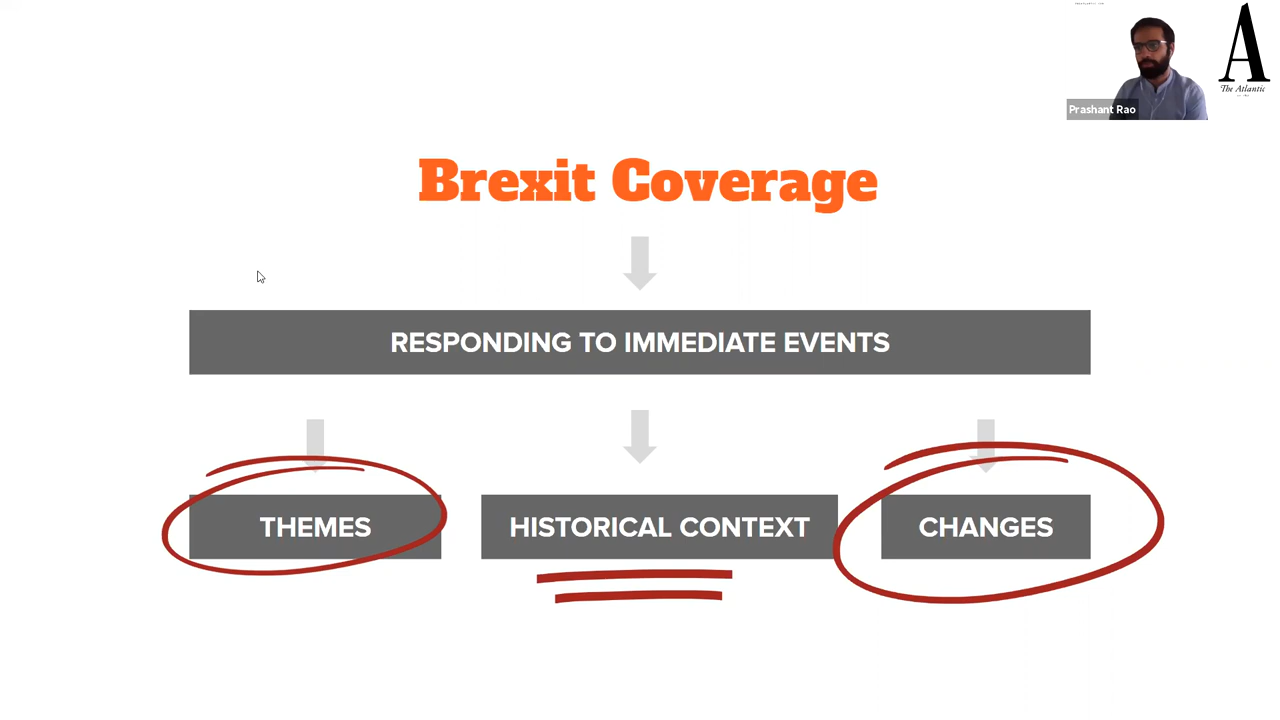 Prashant Rao
A
The Atlantic
Brexit Coverage
RESPONDING TO IMMEDIATE EVENTS
THEMES
HISTORICAL CONTEXT
CHANGES